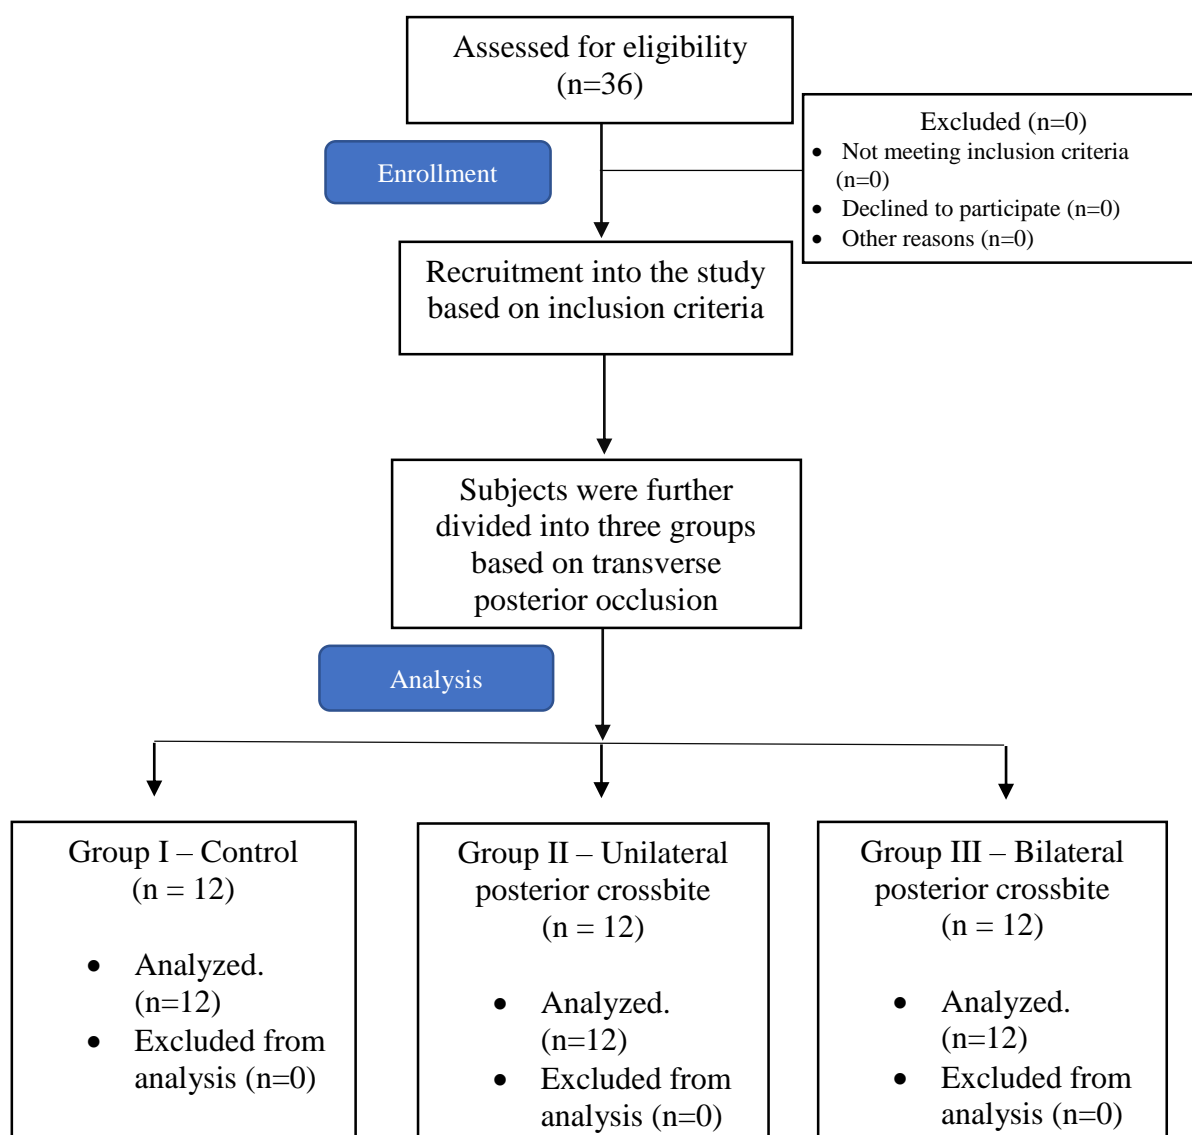 Assessed for eligibility
(n=36)
Excluded (n=0)
• Not meeting inclusion criteria
(n=0)
• Declined to participate (n=0)
• Other reasons (n=0)
Enrollment
Recruitment into the study
based on inclusion criteria
Subjects were further
divided into three groups
based on transverse
posterior occlusion
Analysis
Group I – Control
(n = 12)
• Analyzed.
(n=12)
• Excluded from
analysis (n=0)
Group II – Unilateral
posterior crossbite
(n = 12)
• Analyzed.
(n=12)
• Excluded from
analysis (n=0)
Group III – Bilateral
posterior crossbite
(n = 12)
• Analyzed.
(n=12)
• Excluded from
analysis (n=0)